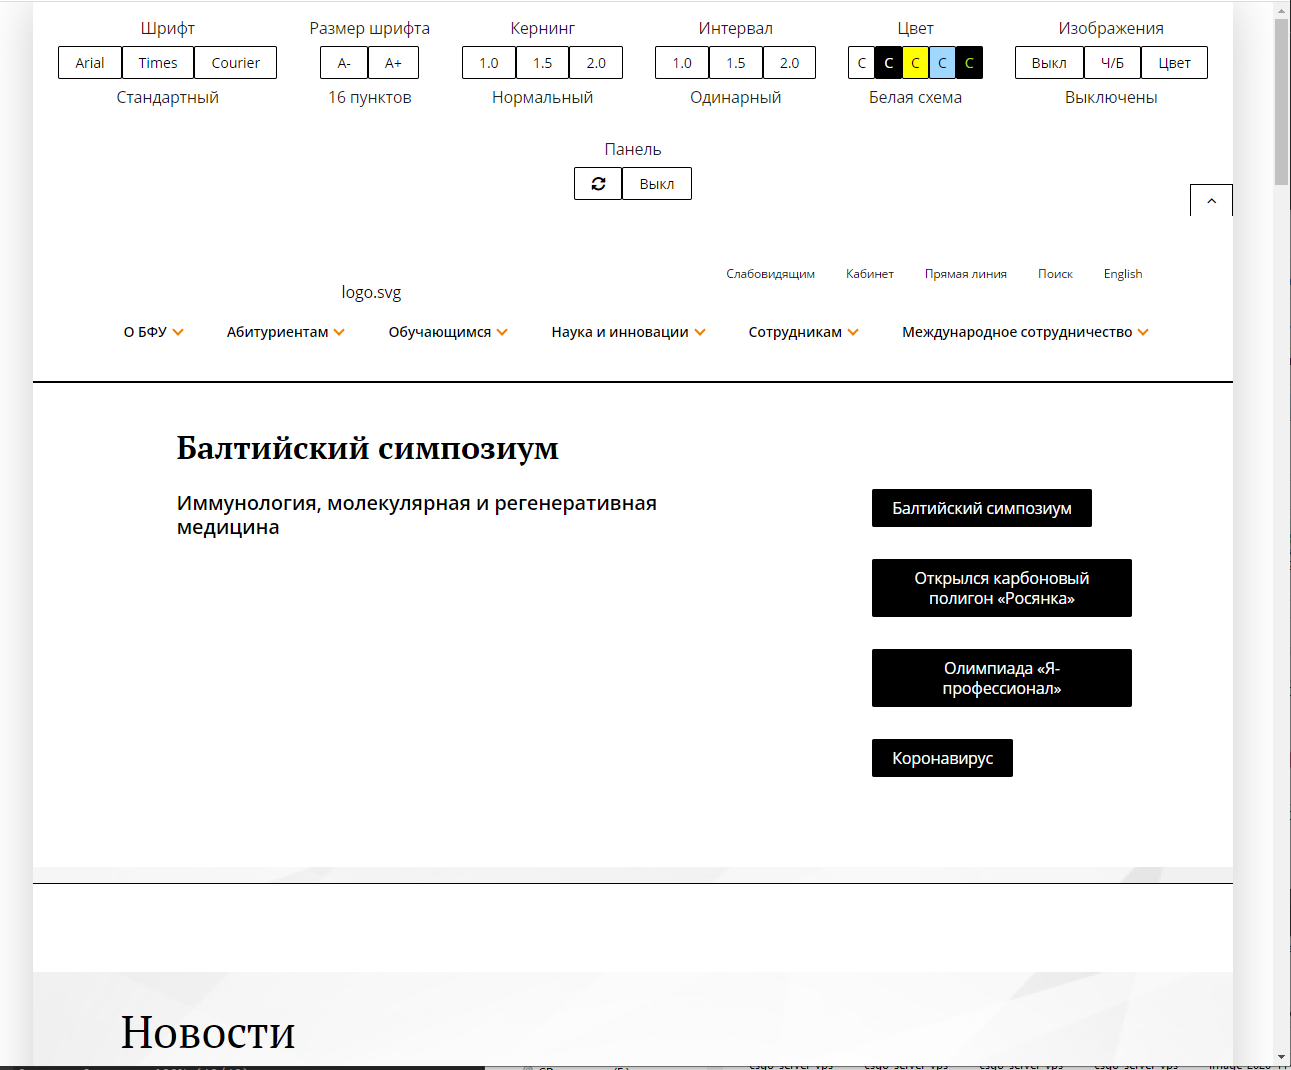 Шрифт
Размер шрифта
Кернинг
Интервал
Цвет
Изображения
Arial Times Courier
A- A+
1.0 1.5 2.0
1.0 1.5 2.0
C C C C C
Выкл Ч/Б Цвет
Стандартный
16 пунктов
Нормальный
Одинарный
Белая схема
Выключены
Панель
Выкл
Слабовидящим Кабинет Прямая линия Поиск English
logo.svg
О БФУ Абитуриентам Обучающимся Наука и инновации Сотрудникам Международное сотрудничество
Балтийский симпозиум
Иммунология, молекулярная и регенеративная
медицина
Балтийский симпозиум
Открылся карбоновый
полигон «Росянка»
Олимпиада «Я-
профессионал»
Коронавирус
Новости